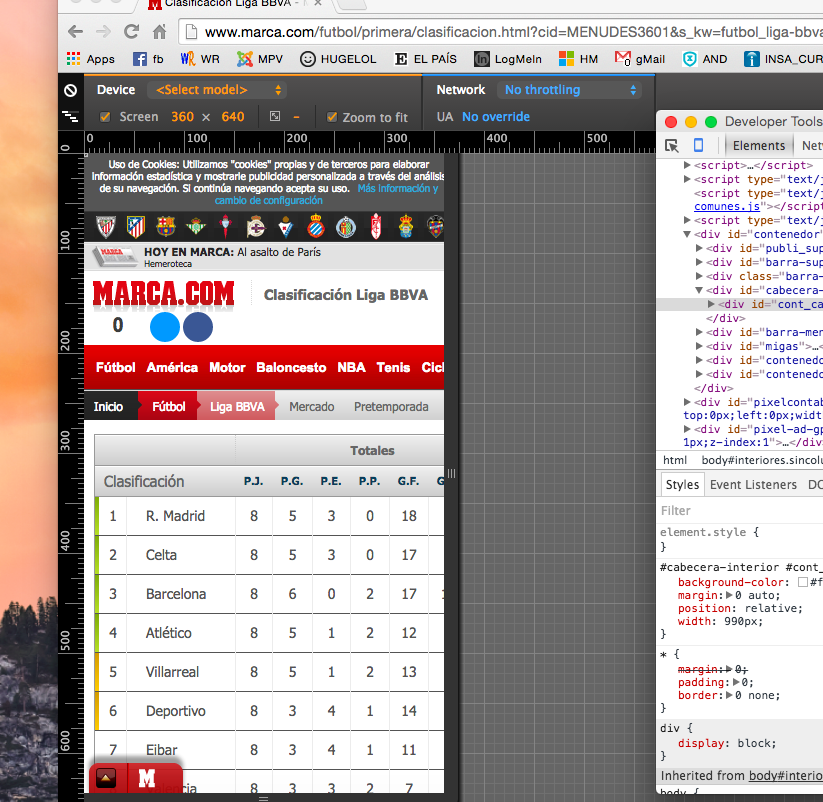 Clasificación Liga BBVA -
www.marca.com/futbol/primera/clasificacion.html?cid=MENUDES3601&s_kw=futbol_liga-bbva
Apps fb WR MPV HUGELOL EL PAÍS LogMeIn HM gMail AND INSA_CUR
Device <Select model> Network No throttling
Screen 360 × 640 Zoom to fit UA No override
0 100 200 300 400 500
0
100
200
300
400
500
600
Uso de Cookies: Utilizamos "cookies" propias y de terceros para elaborar
información estadística y mostrarle publicidad personalizada a través del análisis
de su navegación. Si continúa navegando acepta su uso. Más información y
cambio de configuración
HOY EN MARCA: Al asalto de París
Hemeroteca
MARCA.COM Clasificación Liga BBVA
0
Fútbol América Motor Baloncesto NBA Tenis Cicl
Inicio Fútbol Liga BBVA Mercado Pretemporada
Totales
Clasificación P.J. P.G. P.E. P.P. G.F. G
1 R. Madrid 8 5 3 0 18
2 Celta 8 5 3 0 17
3 Barcelona 8 6 0 2 17
4 Atlético 8 5 1 2 12
5 Villarreal 8 5 1 2 13
6 Deportivo 8 3 4 1 14
7 Eibar 8 3 4 1 11
encia 8 3 3 2 7
M
Developer Tools
Elements Netw
<script>…</script>
<script type="text/j
<script type="text/j
comunes.js"></script>
<script type="text/j
<div id="contenedor"
<div id="publi_sup
<div id="barra-sup
<div class="barra-
<div id="cabecera-
<div id="cont_ca
</div>
<div id="barra-men
<div id="migas">…<
<div id="contenedo
<div id="contenedo
</div>
<div id="pixelcontab
top:0px;left:0px;widt
<div id="pixel-ad-gp
1px;z-index:1">…</div>
html body#interiores.sincolu
Styles Event Listeners DO
Filter
element.style {
}
#cabecera-interior #cont_
background-color: #f
margin: 0 auto;
position: relative;
width: 990px;
}
* {
margin: 0;
padding: 0;
border: 0 none;
}
div {
display: block;
}
Inherited from body#interio
body {